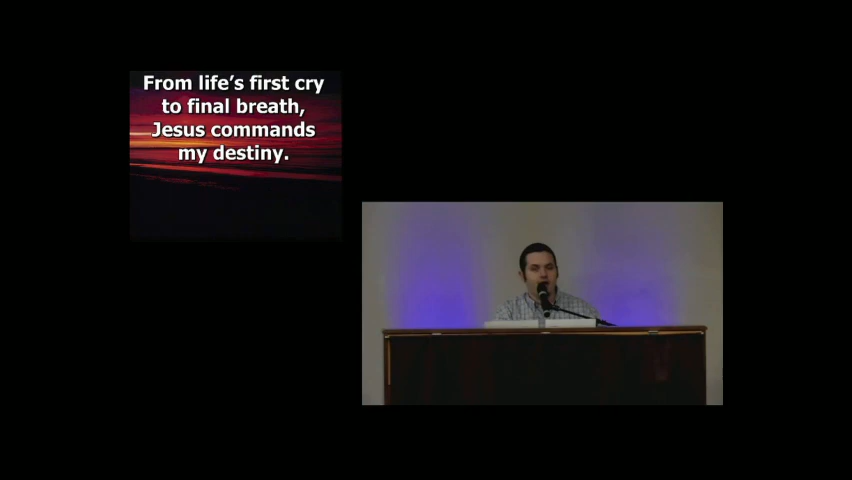 From life's first cry
to final breath,
Jesus commands
my destiny.